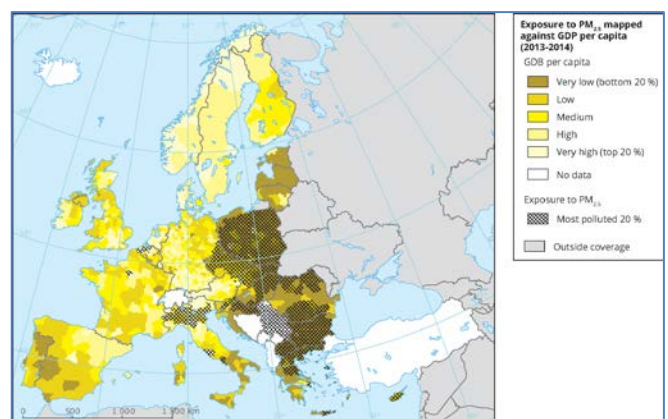 Exposure to PM2.5 mapped
against GDP per capita
(2013-2014)
GDB per capita
Very low (bottom 20 %)
Low
Medium
High
Very high (top 20 %)
No data
Exposure to PM2.5
Most polluted 20 %
Outside coverage
0 500 1 000 1 500 km